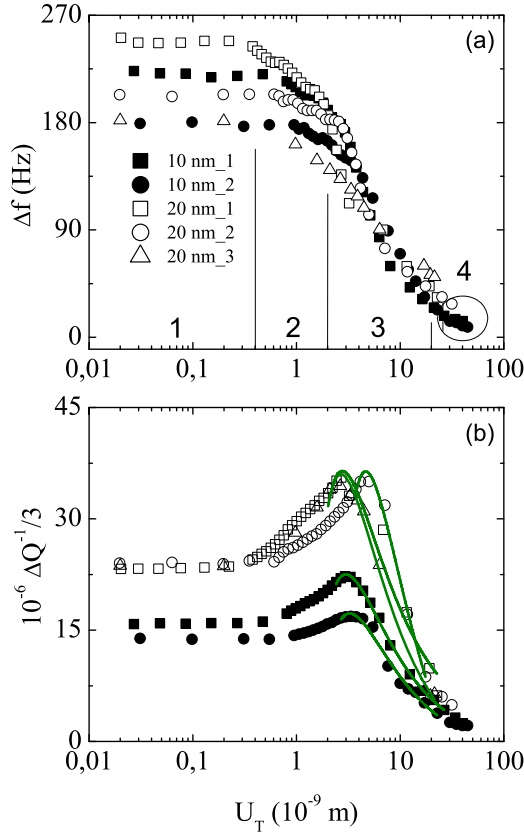 270
(a)
180
90
0
Δf (Hz)
10 nm_1
10 nm_2
20 nm_1
20 nm_2
20 nm_3
1
2
3
4
0,01
0,1
1
10
100
45
(b)
30
15
0
10⁻⁶ ΔQ⁻¹/3
0,01
0,1
1
10
100
U_T (10⁻⁹ m)